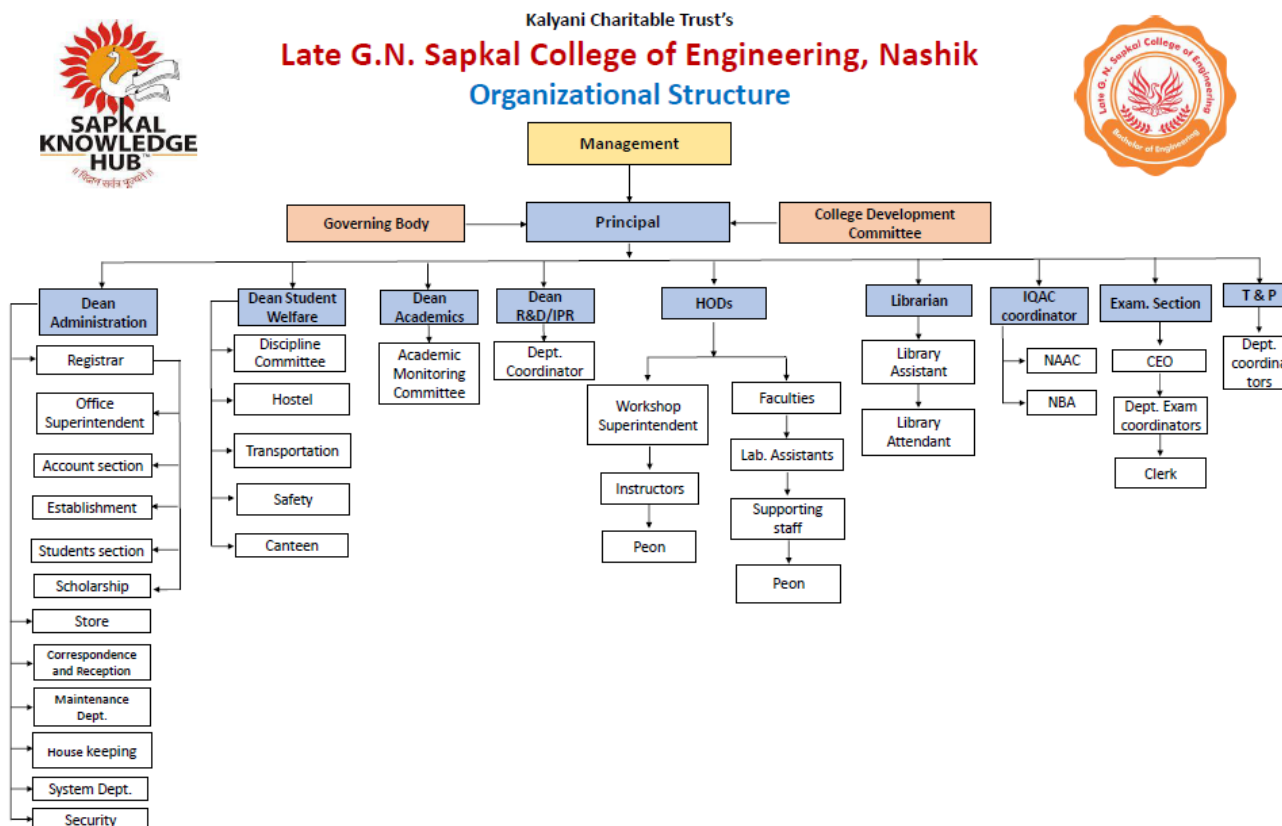 Kalyani Charitable Trust's
Late G.N. Sapkal College of Engineering, Nashik
Organizational Structure
SAPKAL
KNOWLEDGE
HUB™
॥ विद्वान सर्वत्र पूज्यते ॥
Late G. N. Sapkal College of Engineering
Bachelor of Engineering
Management
Governing Body
Principal
College Development
Committee
Dean
Administration
Dean Student
Welfare
Dean
Academics
Dean
R&D/IPR
HODs
Librarian
IQAC
coordinator
Exam. Section
T & P
Registrar
Office
Superintendent
Account section
Establishment
Students section
Scholarship
Store
Correspondence
and Reception
Maintenance
Dept.
House keeping
System Dept.
Security
Discipline
Committee
Hostel
Transportation
Safety
Canteen
Academic
Monitoring
Committee
Dept.
Coordinator
Workshop
Superintendent
Instructors
Peon
Faculties
Lab. Assistants
Supporting
staff
Peon
Library
Assistant
Library
Attendant
NAAC
NBA
CEO
Dept. Exam
coordinators
Clerk
Dept.
coordina
tors